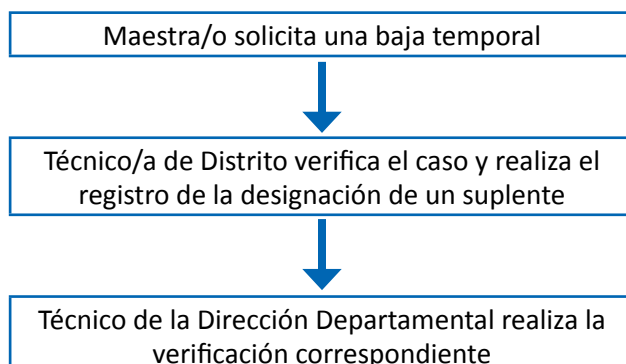 Maestra/o solicita una baja temporal
Técnico/a de Distrito verifica el caso y realiza el
registro de la designación de un suplente
Técnico de la Dirección Departamental realiza la
verificación correspondiente